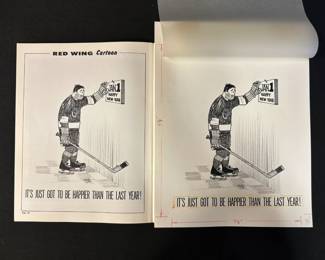 RED WING Cartoon
JAN 1
HAPPY
NEW YEAR
IT'S JUST GOT TO BE HAPPIER THAN THE LAST YEAR!
JAN 1
HAPPY
NEW YEAR
IT'S JUST GOT TO BE HAPPIER THAN THE LAST YEAR!